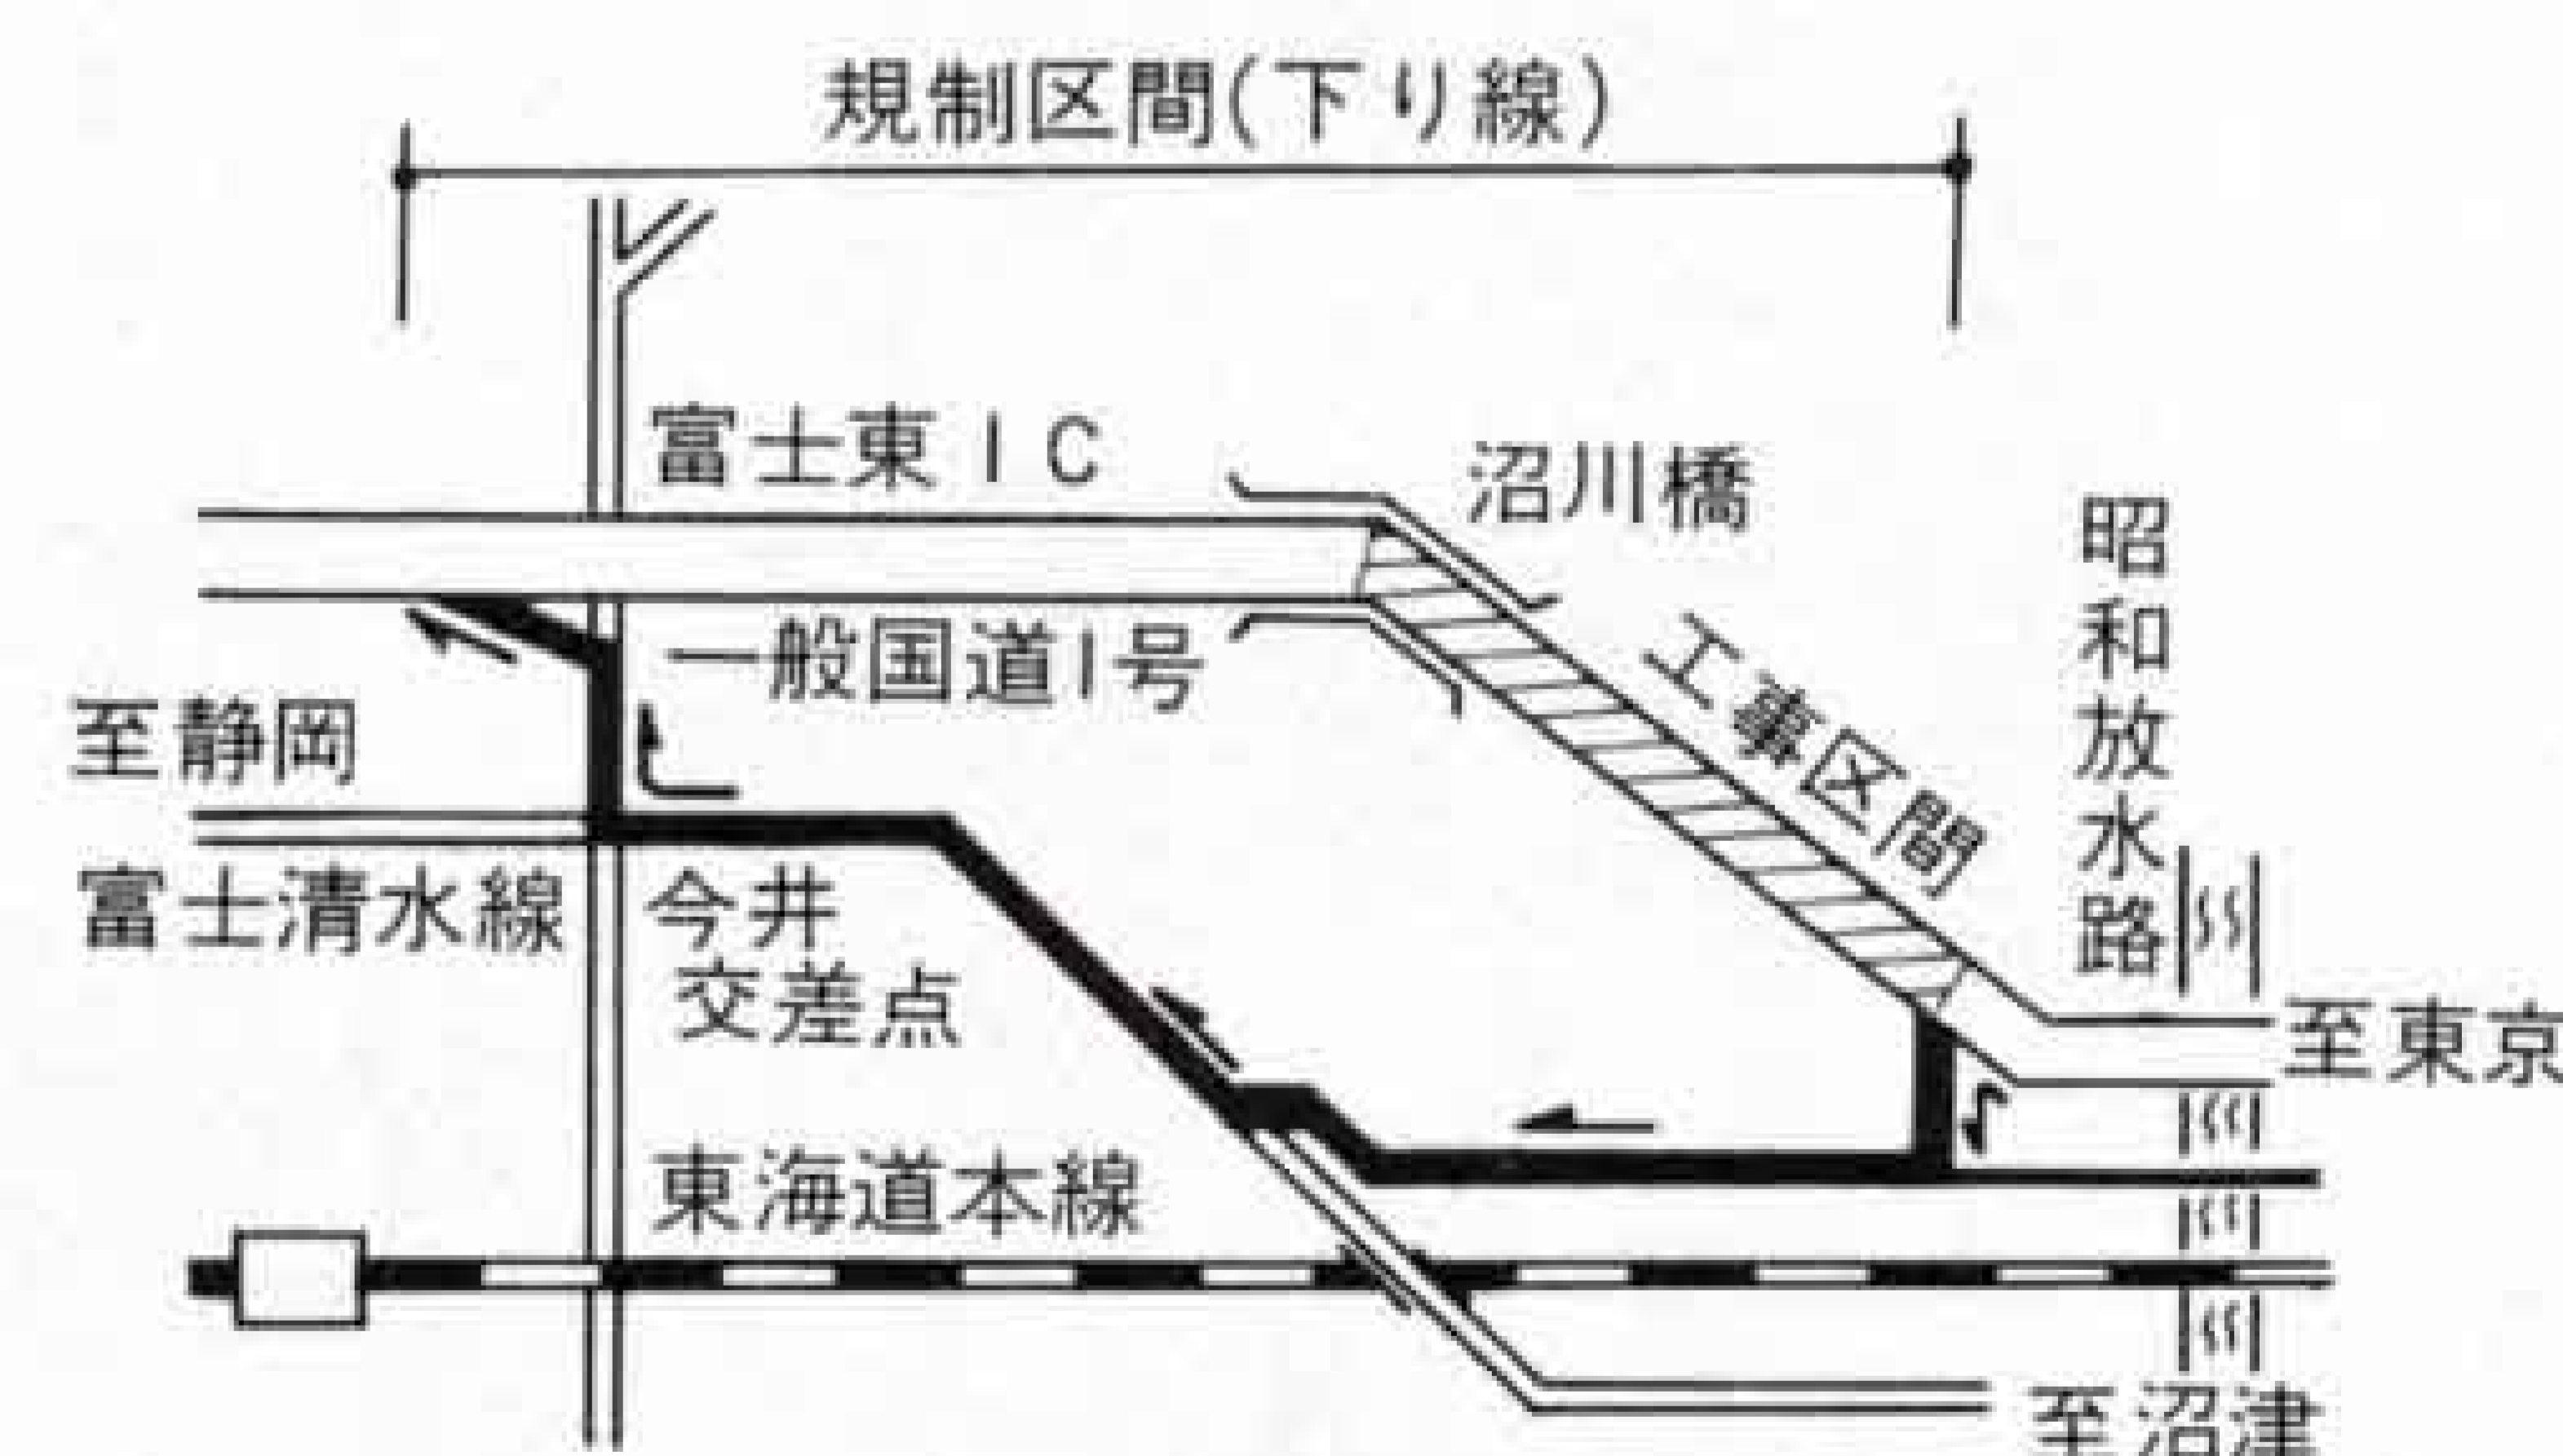 規制区間(下り線)
富士東IC
沼川橋
昭和放水路
一般国道1号
工事区間
至静岡
富士清水線
今井
交差点
至東京
東海道本線
至沼津